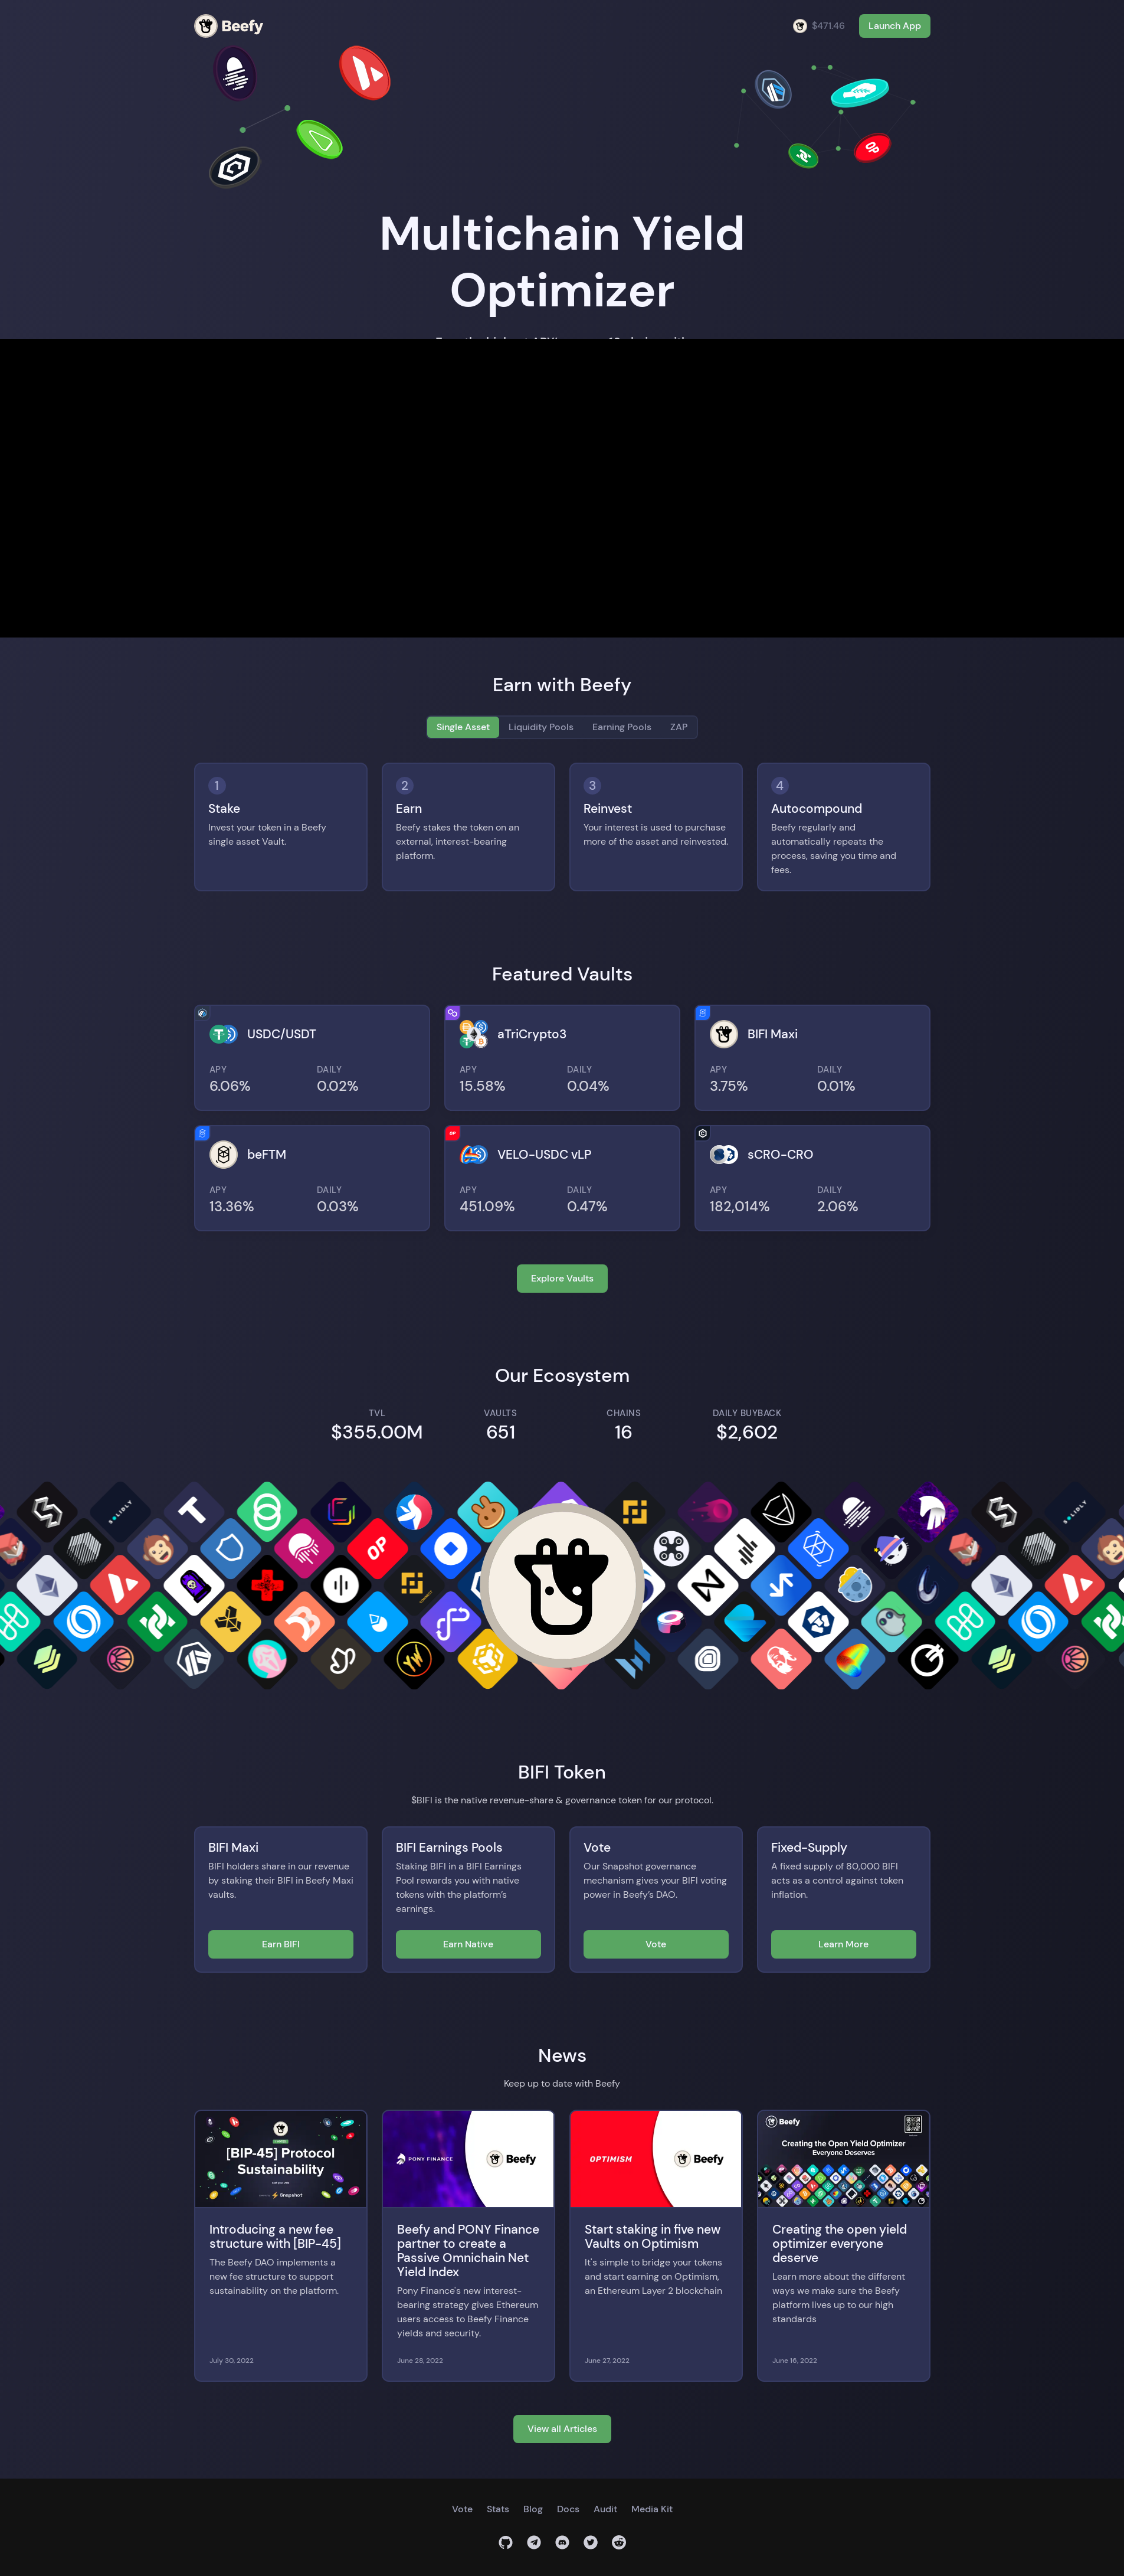 Beefy
$471.46
Launch App
Multichain Yield
Optimizer
Earn with Beefy
Single Asset
Liquidity Pools
Earning Pools
ZAP
1
Stake
Invest your token in a Beefy
single asset Vault.
2
Earn
Beefy stakes the token on an
external, interest-bearing
platform.
3
Reinvest
Your interest is used to purchase
more of the asset and reinvested.
4
Autocompound
Beefy regularly and
automatically repeats the
process, saving you time and
fees.
Featured Vaults
USDC/USDT
APY
DAILY
6.06%
0.02%
aTriCrypto3
APY
DAILY
15.58%
0.04%
BIFI Maxi
APY
DAILY
3.75%
0.01%
beFTM
APY
DAILY
13.36%
0.03%
VELO-USDC vLP
APY
DAILY
451.09%
0.47%
sCRO-CRO
APY
DAILY
182,014%
2.06%
Explore Vaults
Our Ecosystem
TVL
$355.00M
VAULTS
651
CHAINS
16
DAILY BUYBACK
$2,602
SOLIDLY
OP
SOLIDLY
BIFI Token
$BIFI is the native revenue-share & governance token for our protocol.
BIFI Maxi
BIFI holders share in our revenue
by staking their BIFI in Beefy Maxi
vaults.
Earn BIFI
BIFI Earnings Pools
Staking BIFI in a BIFI Earnings
Pool rewards you with native
tokens with the platform's
earnings.
Earn Native
Vote
Our Snapshot governance
mechanism gives your BIFI voting
power in Beefy's DAO.
Vote
Fixed-Supply
A fixed supply of 80,000 BIFI
acts as a control against token
inflation.
Learn More
News
Keep up to date with Beefy
[BIP-45] Protocol
Sustainability
Snapshot
Introducing a new fee
structure with [BIP-45]
The Beefy DAO implements a
new fee structure to support
sustainability on the platform.
July 30, 2022
PONY FINANCE
Beefy
Beefy and PONY Finance
partner to create a
Passive Omnichain Net
Yield Index
Pony Finance's new interest-
bearing strategy gives Ethereum
users access to Beefy Finance
yields and security.
June 28, 2022
OPTIMISM
Beefy
Start staking in five new
Vaults on Optimism
It's simple to bridge your tokens
and start earning on Optimism,
an Ethereum Layer 2 blockchain
June 27, 2022
Beefy
Creating the Open Yield Optimizer
Everyone Deserves
Creating the open yield
optimizer everyone
deserve
Learn more about the different
ways we make sure the Beefy
platform lives up to our high
standards
June 16, 2022
View all Articles
Vote
Stats
Blog
Docs
Audit
Media Kit